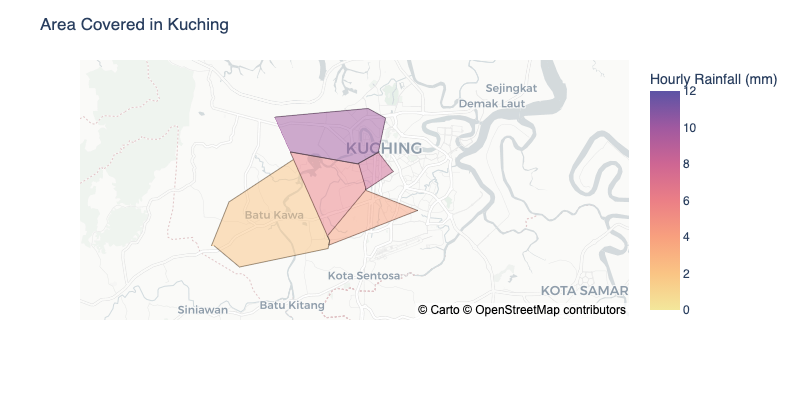 Area Covered in Kuching
Hourly Rainfall (mm)
12
10
8
6
4
2
0
Sejingkat
Demak Laut
KUCHING
Batu Kawa
Kota Sentosa
KOTA SAMAR
Siniawan
Batu Kitang
© Carto © OpenStreetMap contributors